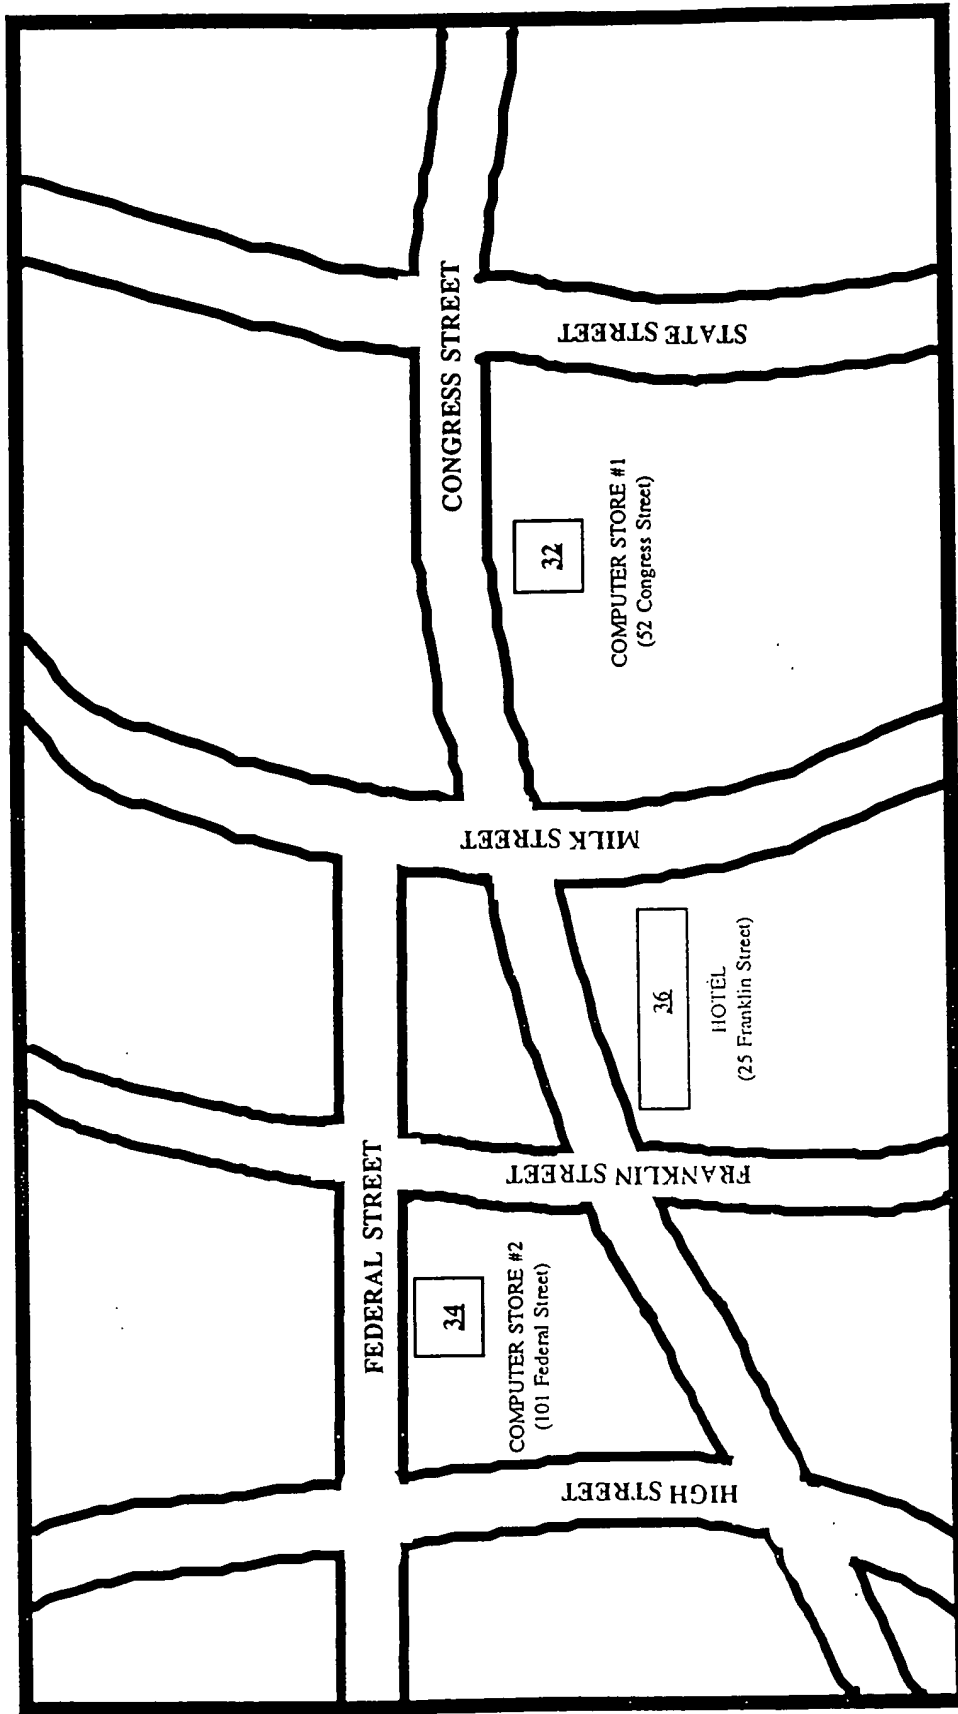 CONGRESS STREET
STATE STREET
32
COMPUTER STORE #1
(52 Congress Street)
MILK STREET
36
HOTEL
(25 Franklin Street)
FEDERAL STREET
FRANKLIN STREET
34
COMPUTER STORE #2
(101 Federal Street)
HIGH STREET